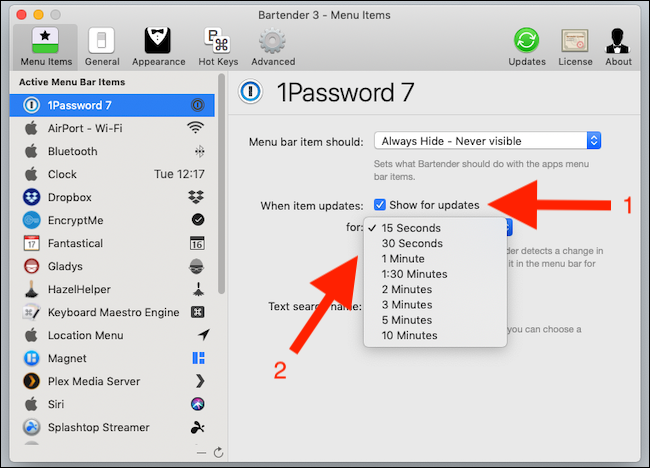 Bartender 3 - Menu Items
Menu Items General Appearance Hot Keys Advanced Updates License About
Active Menu Bar Items
1Password 7
AirPort - Wi-Fi
Bluetooth
Clock Tue 12:17
Dropbox
EncryptMe
Fantastical 16
Gladys
HazelHelper
Keyboard Maestro Engine
Location Menu
Magnet
Plex Media Server
Siri
Splashtop Streamer
1Password 7
Menu bar item should: Always Hide - Never visible
Sets what Bartender should do with the apps menu
bar items.
When item updates: Show for updates
1
for: 15 Seconds
30 Seconds
1 Minute
1:30 Minutes
2 Minutes
3 Minutes
5 Minutes
10 Minutes
der detects a change in
it in the menu bar for
Text search name:
you can choose a
2